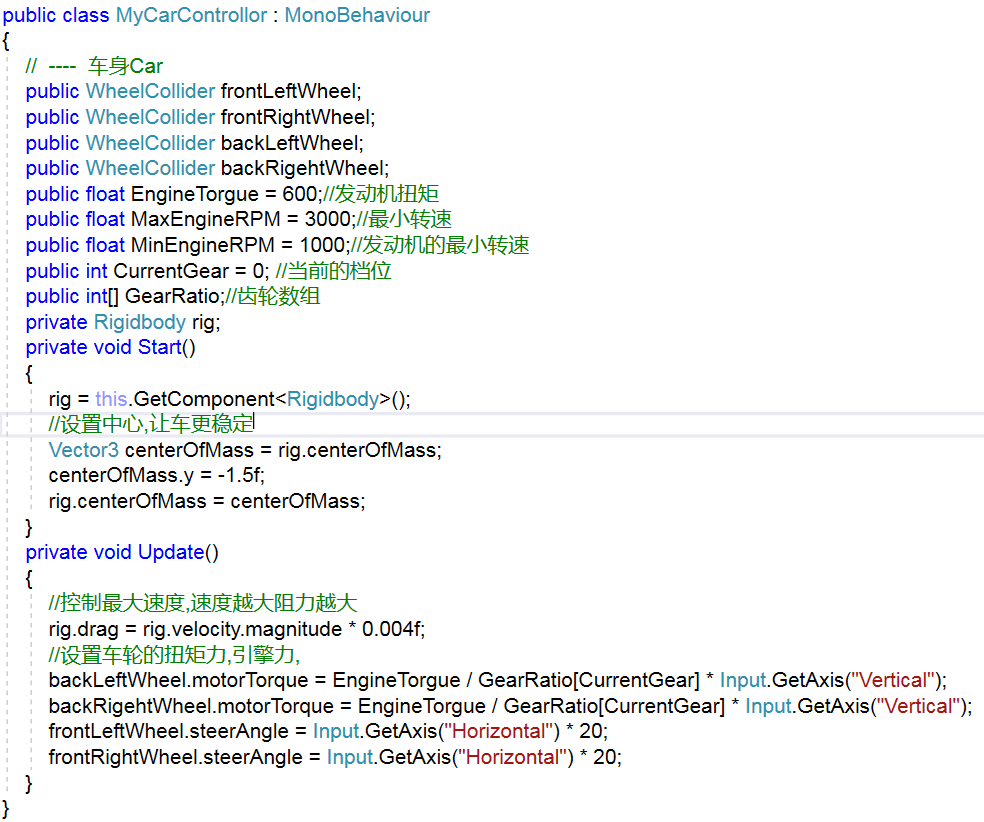 public class MyCarControllor : MonoBehaviour
{
// ---- 车身Car
public WheelCollider frontLeftWheel;
public WheelCollider frontRightWheel;
public WheelCollider backLeftWheel;
public WheelCollider backRigehtWheel;
public float EngineTorgue = 600;//发动机扭矩
public float MaxEngineRPM = 3000;//最小转速
public float MinEngineRPM = 1000;//发动机的最小转速
public int CurrentGear = 0; //当前的档位
public int[] GearRatio;//齿轮数组
private Rigidbody rig;
private void Start()
{
rig = this.GetComponent<Rigidbody>();
//设置中心,让车更稳定
Vector3 centerOfMass = rig.centerOfMass;
centerOfMass.y = -1.5f;
rig.centerOfMass = centerOfMass;
}
private void Update()
{
//控制最大速度,速度越大阻力越大
rig.drag = rig.velocity.magnitude * 0.004f;
//设置车轮的扭矩力,引擎力,
backLeftWheel.motorTorque = EngineTorgue / GearRatio[CurrentGear] * Input.GetAxis("Vertical");
backRigehtWheel.motorTorque = EngineTorgue / GearRatio[CurrentGear] * Input.GetAxis("Vertical");
frontLeftWheel.steerAngle = Input.GetAxis("Horizontal") * 20;
frontRightWheel.steerAngle = Input.GetAxis("Horizontal") * 20;
}
}